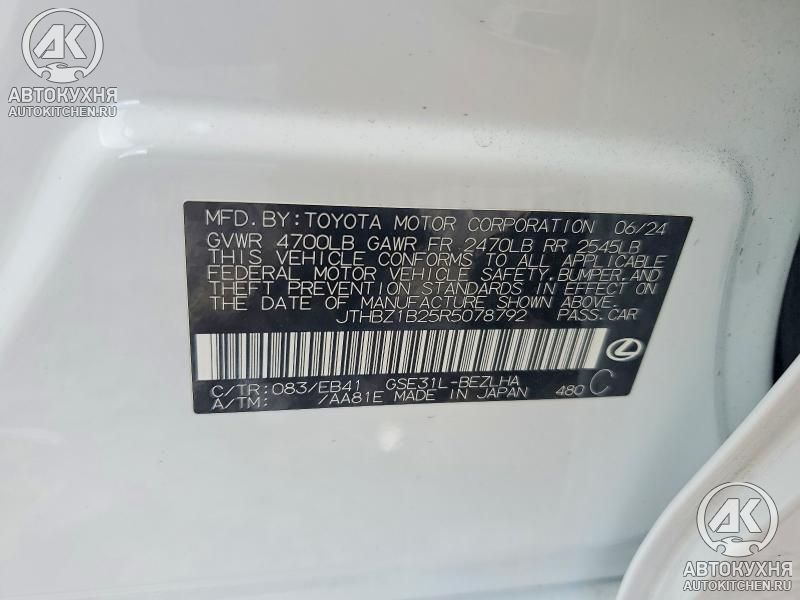 AK
АВТОКУХНЯ
AUTOKITCHEN.RU
MFD. BY: TOYOTA MOTOR CORPORATION 06/24
GVWR 4700LB GAWR FR 2470LB RR 2545LB
THIS VEHICLE CONFORMS TO ALL APPLICABLE
FEDERAL MOTOR VEHICLE SAFETY, BUMPER, AND
THEFT PREVENTION STANDARDS IN EFFECT ON
THE DATE OF MANUFACTURE SHOWN ABOVE.
JTHBZ1B25R5078792 PASS. CAR
C/TR: 083/EB41 GSE31L-BEZLHA
A/TM: /AA81E MADE IN JAPAN 480 C
AK
АВТОКУХНЯ
AUTOKITCHEN.RU